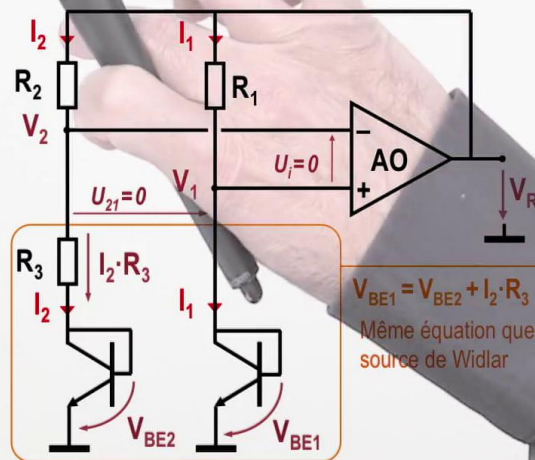 I2
I1
R2
R1
V2
−
AO
Ui=0
V1
+
U21=0
VR
R3
I2·R3
I2
I1
VBE1 = VBE2 + I2·R3
Même équation que
source de Widlar
VBE2
VBE1